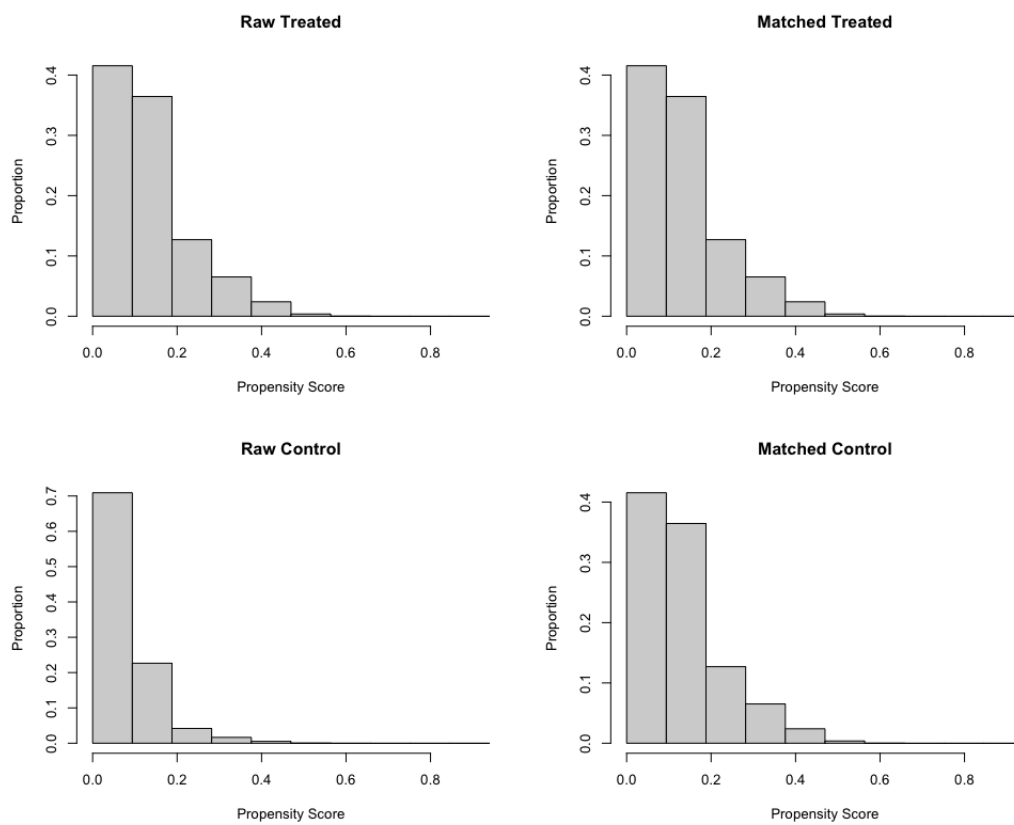 Raw Treated
Proportion
0.0 0.1 0.2 0.3 0.4
0.0 0.2 0.4 0.6 0.8
Propensity Score
Matched Treated
Proportion
0.0 0.1 0.2 0.3 0.4
0.0 0.2 0.4 0.6 0.8
Propensity Score
Raw Control
Proportion
0.0 0.1 0.2 0.3 0.4 0.5 0.6 0.7
0.0 0.2 0.4 0.6 0.8
Propensity Score
Matched Control
Proportion
0.0 0.1 0.2 0.3 0.4
0.0 0.2 0.4 0.6 0.8
Propensity Score